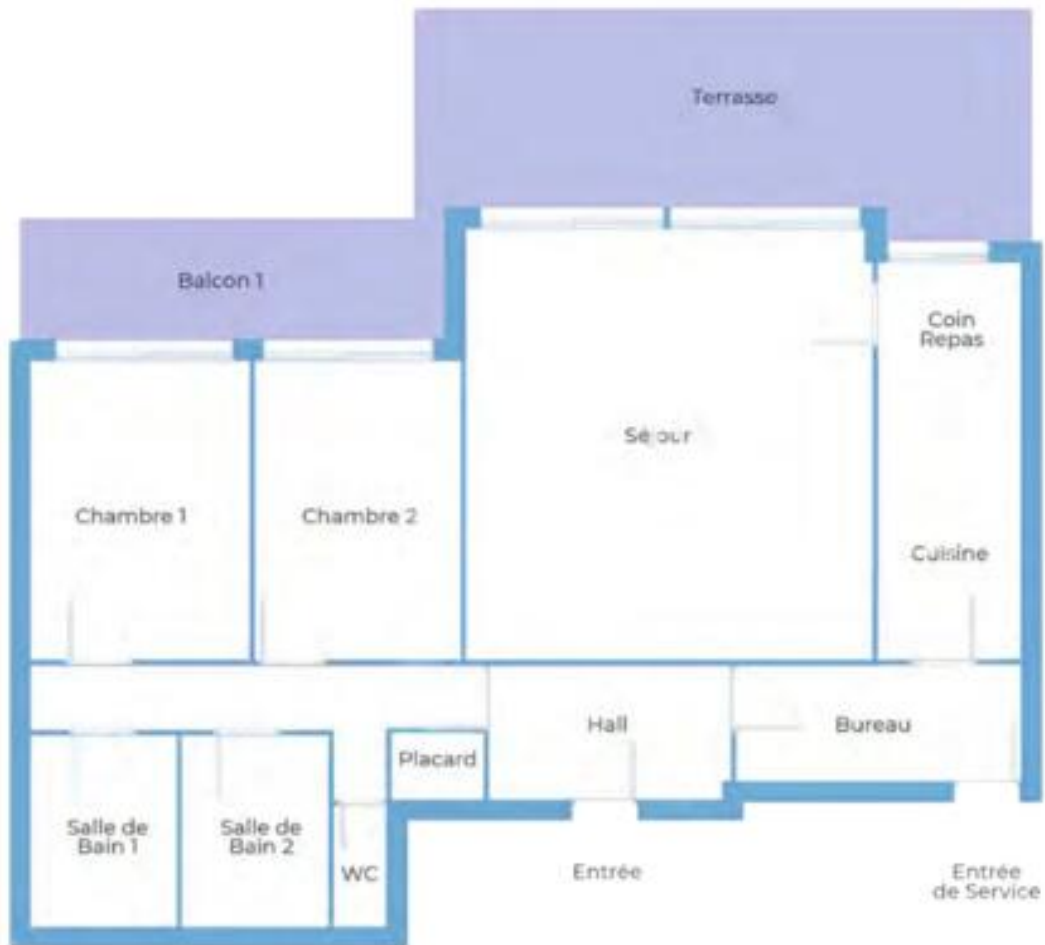 Terrasse
Balcon 1
Coin
Repas
Séjour
Chambre 1
Chambre 2
Cuisine
Hall
Bureau
Placard
Salle de
Bain 1
Salle de
Bain 2
WC
Entrée
Entrée
de Service